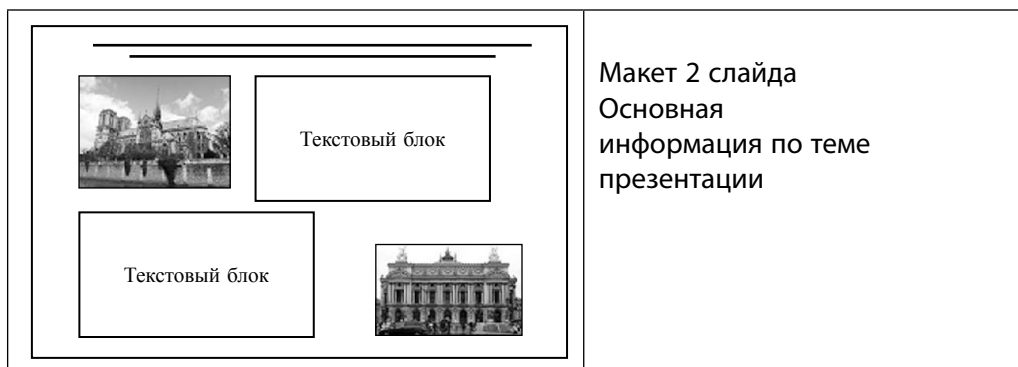 Текстовый блок
Текстовый блок
Макет 2 слайда
Основная
информация по теме
презентации